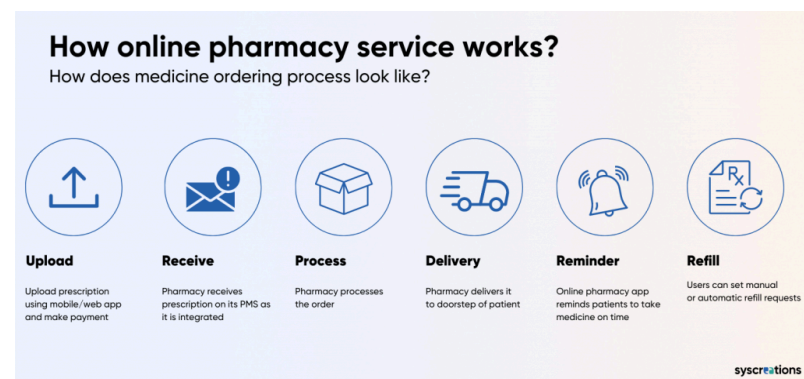 How online pharmacy service works?
How does medicine ordering process look like?
!
Rx
Upload
Upload prescription
using mobile/web app
and make payment
Receive
Pharmacy receives
prescription on its PMS as
it is integrated
Process
Pharmacy processes
the order
Delivery
Pharmacy delivers it
to doorstep of patient
Reminder
Online pharmacy app
reminds patients to take
medicine on time
Refill
Users can set manual
or automatic refill requests
syscreations